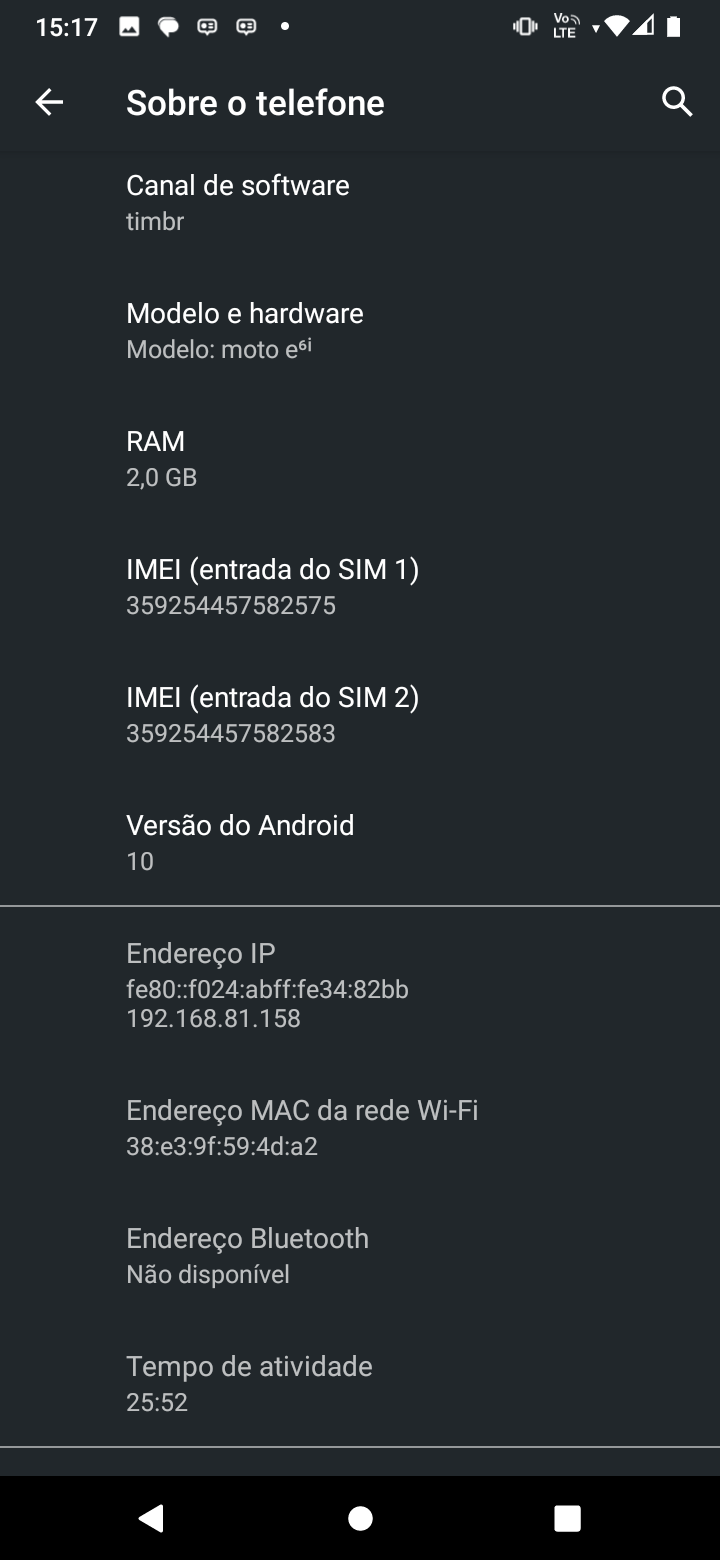 15:17
Vo
LTE
Sobre o telefone
Canal de software
timbr
Modelo e hardware
Modelo: moto e⁶ⁱ
RAM
2,0 GB
IMEI (entrada do SIM 1)
359254457582575
IMEI (entrada do SIM 2)
359254457582583
Versão do Android
10
Endereço IP
fe80::f024:abff:fe34:82bb
192.168.81.158
Endereço MAC da rede Wi-Fi
38:e3:9f:59:4d:a2
Endereço Bluetooth
Não disponível
Tempo de atividade
25:52